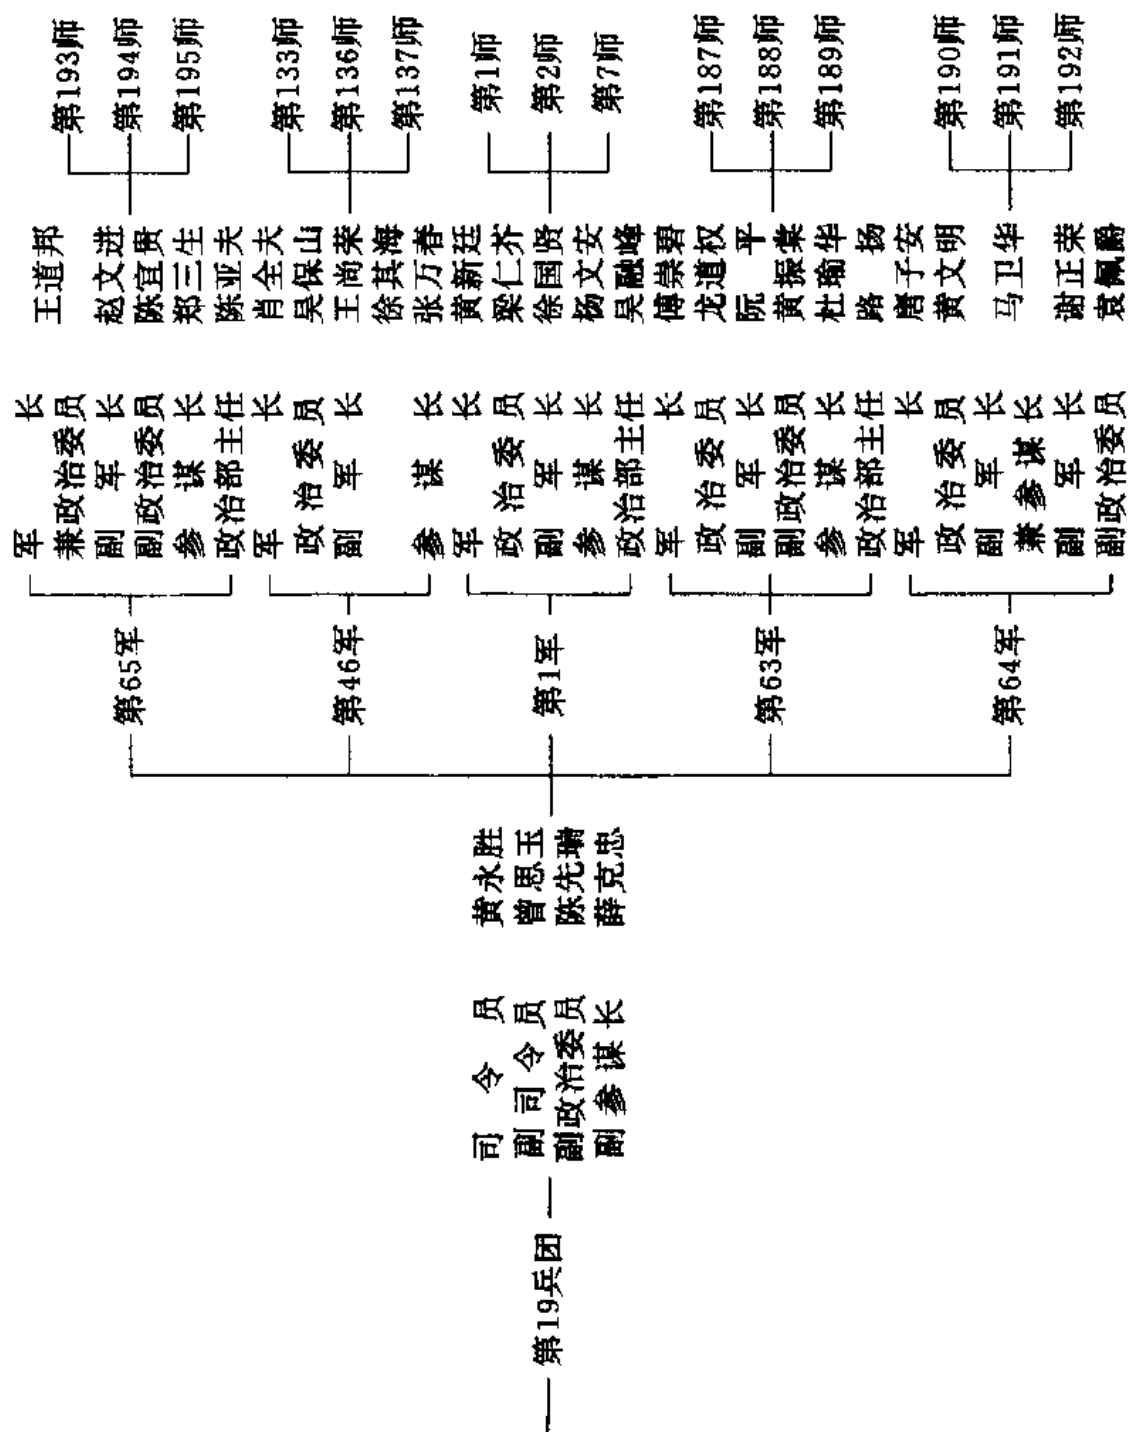 第19兵团
司令员 黄永胜
副司令员 曾思玉
副政治委员 陈先瑞
副参谋长 薛克忠
第65军
军长
兼政治委员 王道邦
副军长 赵文进
副政治委员 陈宜贵
参谋长 郑三生
政治部主任 陈亚夫
第193师
第194师
第195师
第46军
军长 肖全夫
政治委员 吴保山
副军长 王尚荣
徐其海
参谋长 张万春
第133师
第136师
第137师
第1军
军长 黄新廷
政治委员 梁仁芥
副军长 徐国贤
参谋长 杨文安
政治部主任 吴融峰
第1师
第2师
第7师
第63军
军长 傅崇碧
政治委员 龙道权
副军长 阮平
副政治委员 黄振棠
参谋长 杜瑜华
政治部主任 路扬
第187师
第188师
第189师
第64军
军长 唐子安
政治委员 黄文明
副军长
兼参谋长 马卫华
副军长 谢正荣
副政治委员 袁佩爵
第190师
第191师
第192师